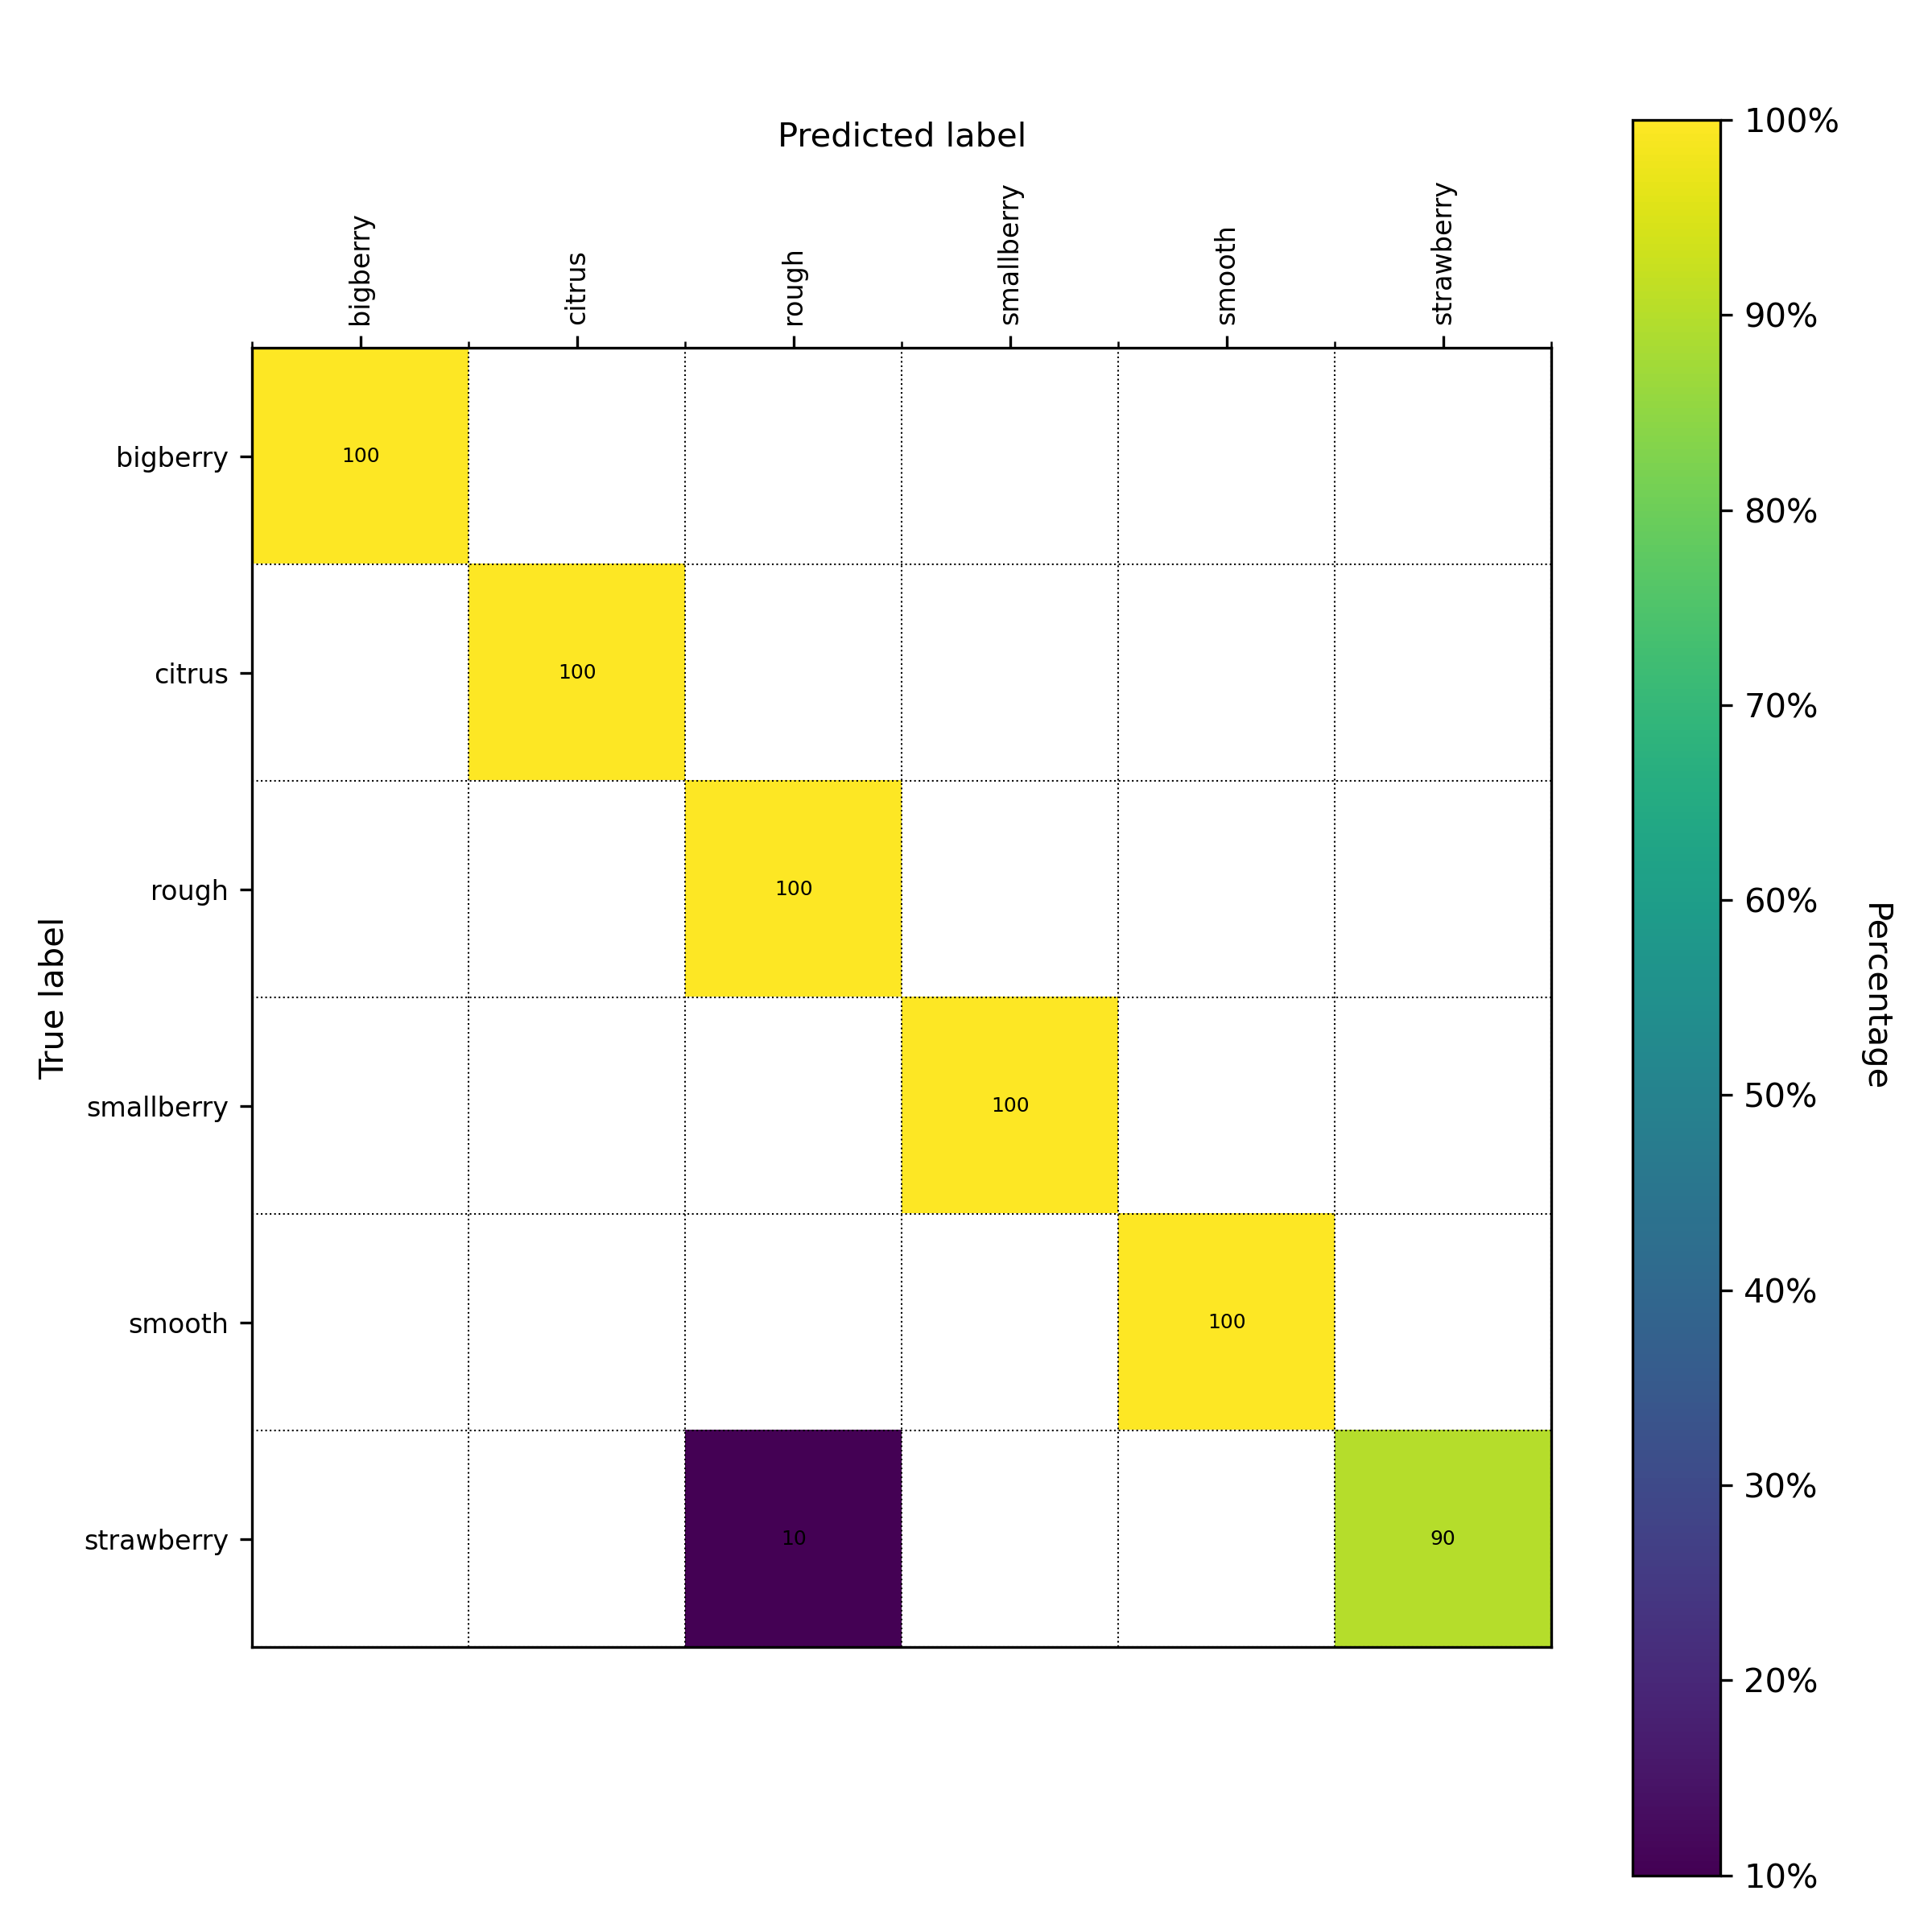 Predicted label
bigberry
citrus
rough
smallberry
smooth
strawberry
True label
bigberry
100
citrus
100
rough
100
smallberry
100
smooth
100
strawberry
10
90
100%
90%
80%
70%
60%
50%
40%
30%
20%
10%
Percentage